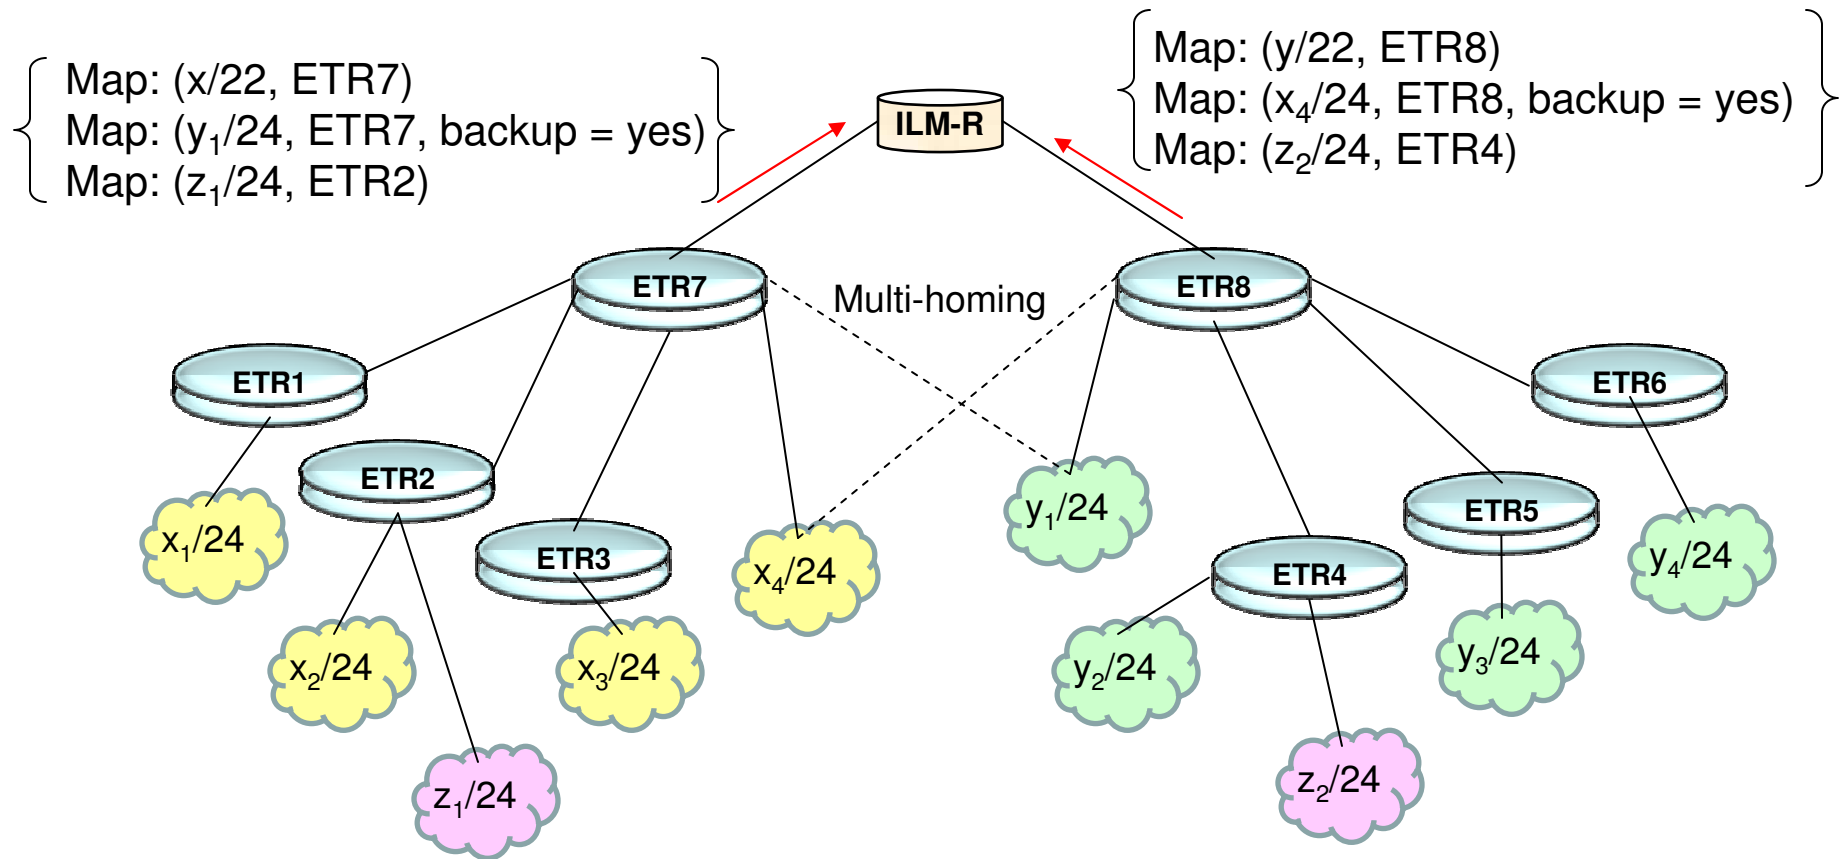 Map: (x/22, ETR7)
Map: (y₁/24, ETR7, backup = yes)
Map: (z₁/24, ETR2)
Map: (y/22, ETR8)
Map: (x₄/24, ETR8, backup = yes)
Map: (z₂/24, ETR4)
ILM-R
ETR7
Multi-homing
ETR8
ETR1
ETR6
ETR2
ETR5
ETR3
ETR4
x₁/24
x₄/24
y₁/24
y₄/24
x₂/24
x₃/24
y₂/24
y₃/24
z₁/24
z₂/24